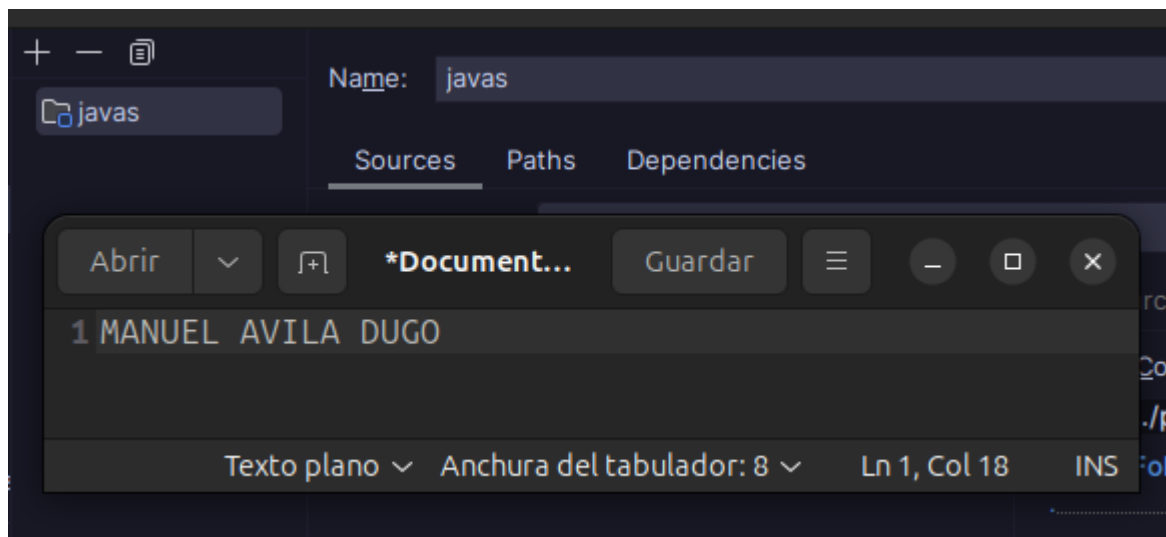 Name: javas
javas
Sources Paths Dependencies
Abrir *Document... Guardar
1 MANUEL AVILA DUGO
Texto plano Anchura del tabulador: 8 Ln 1, Col 18 INS